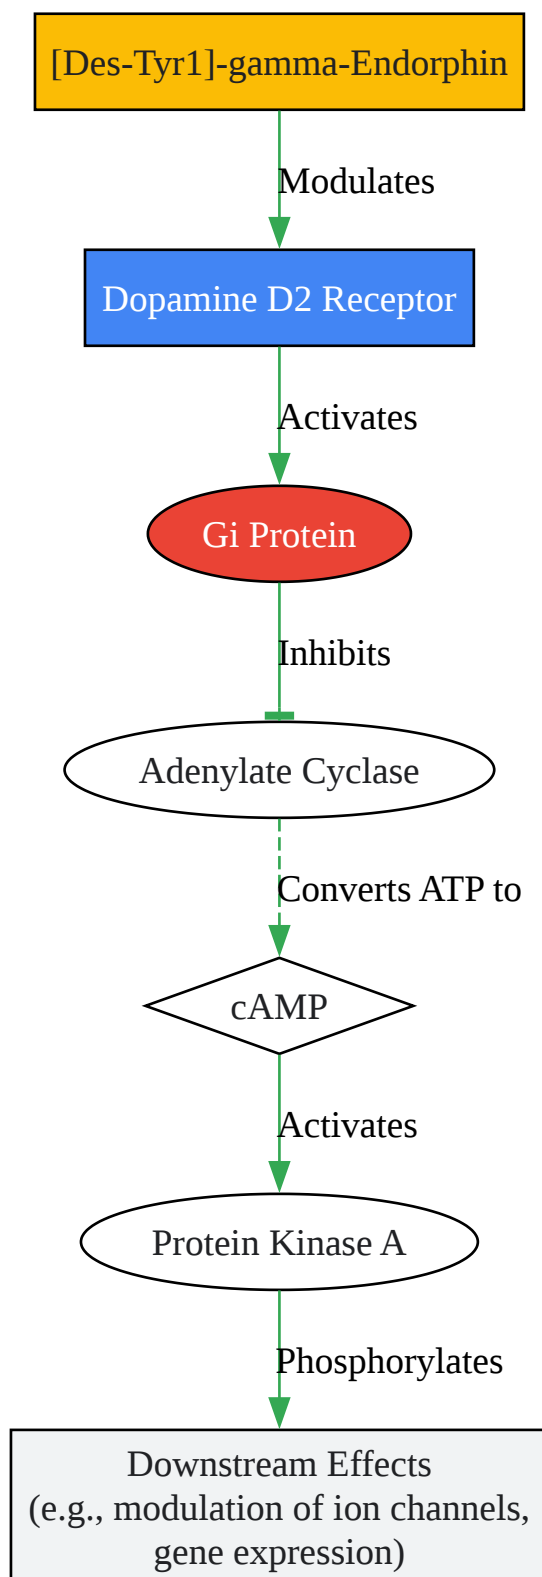 [Des-Tyr1]-gamma-Endorphin
Modulates
Dopamine D2 Receptor
Activates
Gi Protein
Inhibits
Adenylate Cyclase
Converts ATP to
cAMP
Activates
Protein Kinase A
Phosphorylates
Downstream Effects
(e.g., modulation of ion channels,
gene expression)